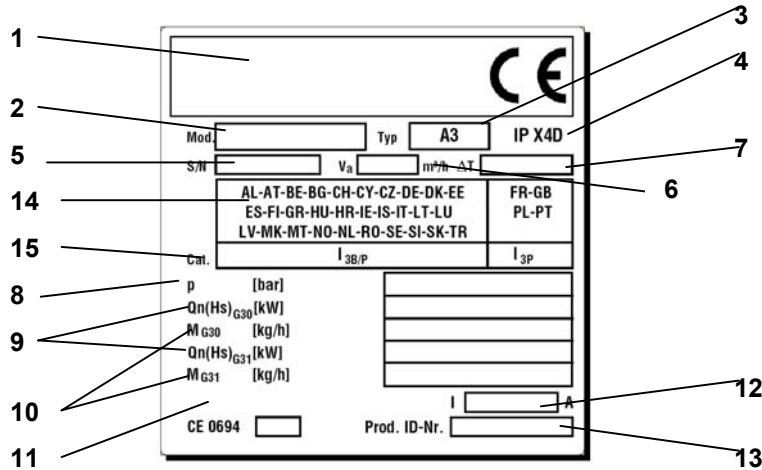 1
3
CE
4
2
Mod.
Typ
A3
IP X4D
5
S/N
Va
m³/h
ΔT
7
6
14
AL-AT-BE-BG-CH-CY-CZ-DE-DK-EE
ES-FI-GR-HU-HR-IE-IS-IT-LT-LU
LV-MK-MT-NO-NL-RO-SE-SI-SK-TR
FR-GB
PL-PT
15
Cat.
I3B/P
I3P
8
p [bar]
9
Qn(Hs)G30 [kW]
MG30 [kg/h]
Qn(Hs)G31 [kW]
10
MG31 [kg/h]
I
A
12
11
CE 0694
Prod. ID-Nr.
13